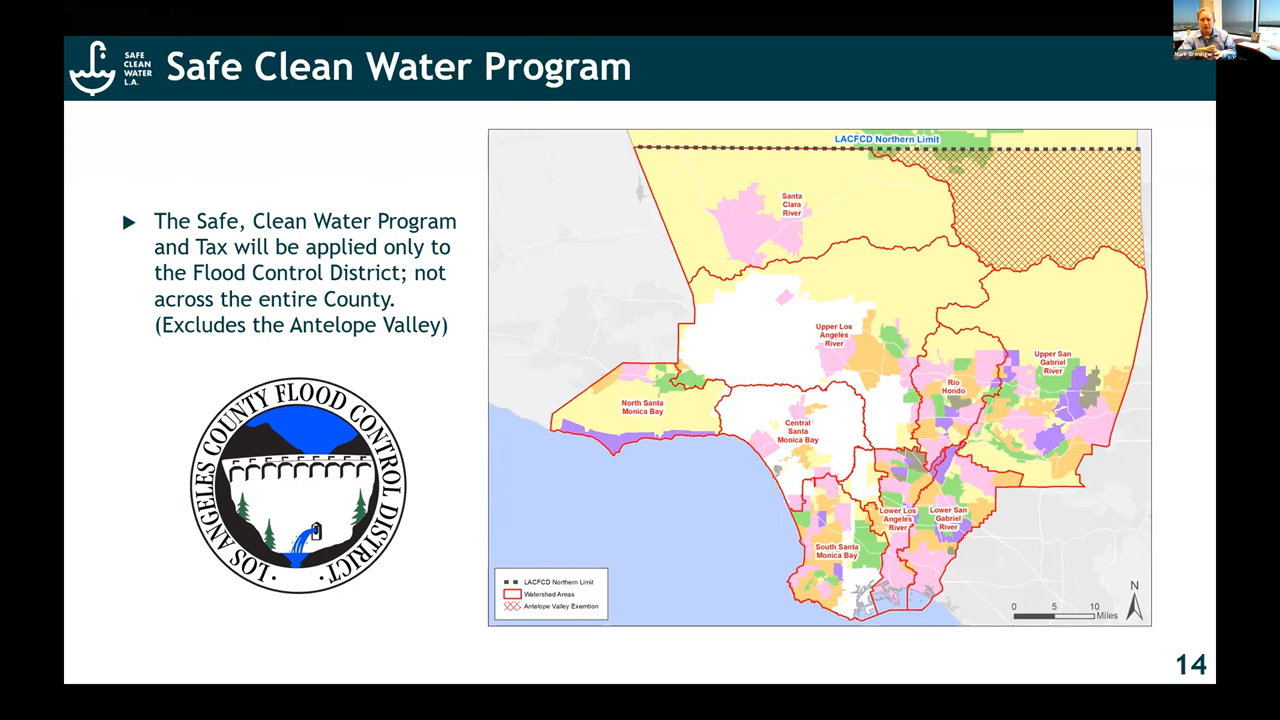 SAFE
CLEAN
WATER
L.A.
Safe Clean Water Program
Mark Greninger
The Safe, Clean Water Program
and Tax will be applied only to
the Flood Control District; not
across the entire County.
(Excludes the Antelope Valley)
LOS ANGELES COUNTY FLOOD CONTROL DISTRICT
LACFCD Northern Limit
Santa
Clara
River
Upper Los
Angeles
River
Upper San
Gabriel
River
Rio
Hondo
North Santa
Monica Bay
Central
Santa
Monica Bay
Lower Los
Angeles
River
Lower San
Gabriel
River
South Santa
Monica Bay
LACFCD Northern Limit
Watershed Areas
Antelope Valley Exemtion
N
0 5 10
Miles
14